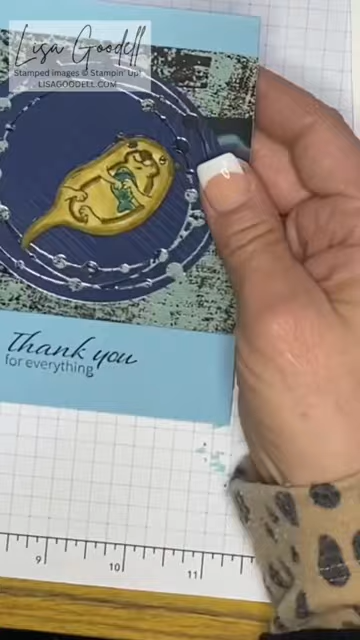 Lisa Goodell
Stamped images © Stampin' Up!
LISAGOODELL.COM
Thank you
for everything
9 10 11